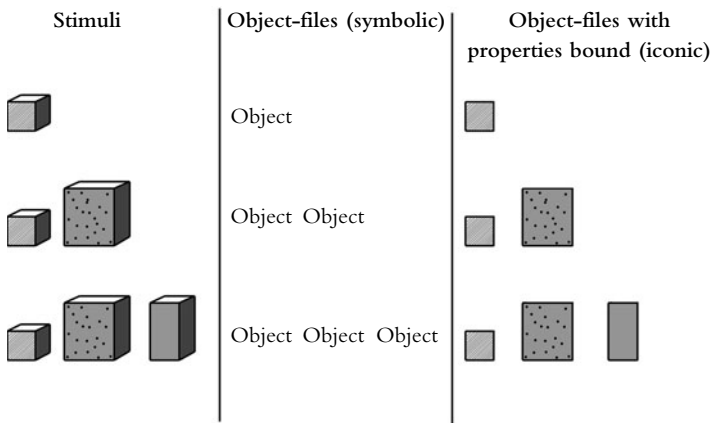 Stimuli
Object-files (symbolic)
Object-files with
properties bound (iconic)
Object
Object Object
Object Object Object